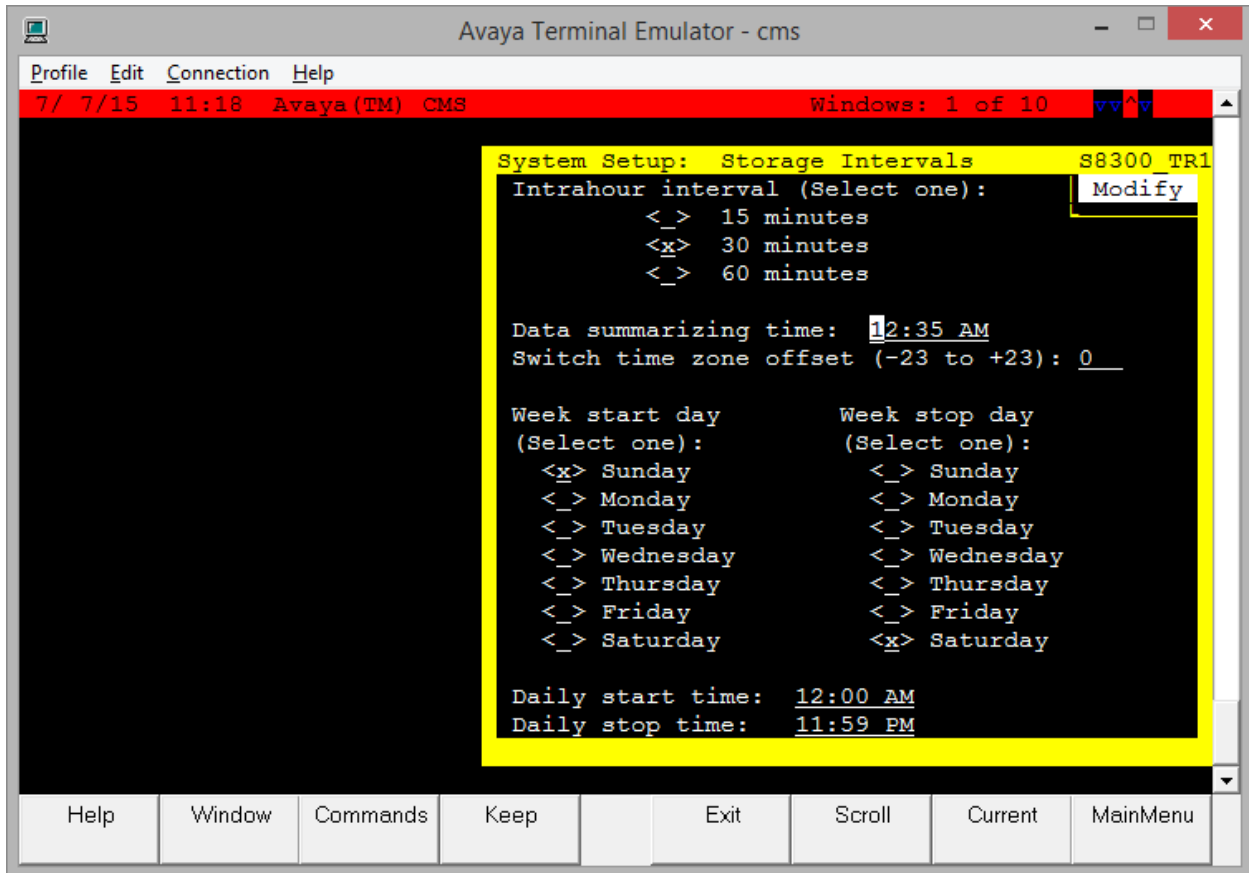 Avaya Terminal Emulator - cms
Profile Edit Connection Help
7/ 7/15 11:18 Avaya(TM) CMS Windows: 1 of 10
System Setup: Storage Intervals S8300_TR1
Intrahour interval (Select one): Modify
<_> 15 minutes
<x> 30 minutes
<_> 60 minutes
Data summarizing time: 12:35 AM
Switch time zone offset (-23 to +23): 0
Week start day Week stop day
(Select one): (Select one):
<x> Sunday <_> Sunday
<_> Monday <_> Monday
<_> Tuesday <_> Tuesday
<_> Wednesday <_> Wednesday
<_> Thursday <_> Thursday
<_> Friday <_> Friday
<_> Saturday <x> Saturday
Daily start time: 12:00 AM
Daily stop time: 11:59 PM
Help Window Commands Keep Exit Scroll Current MainMenu